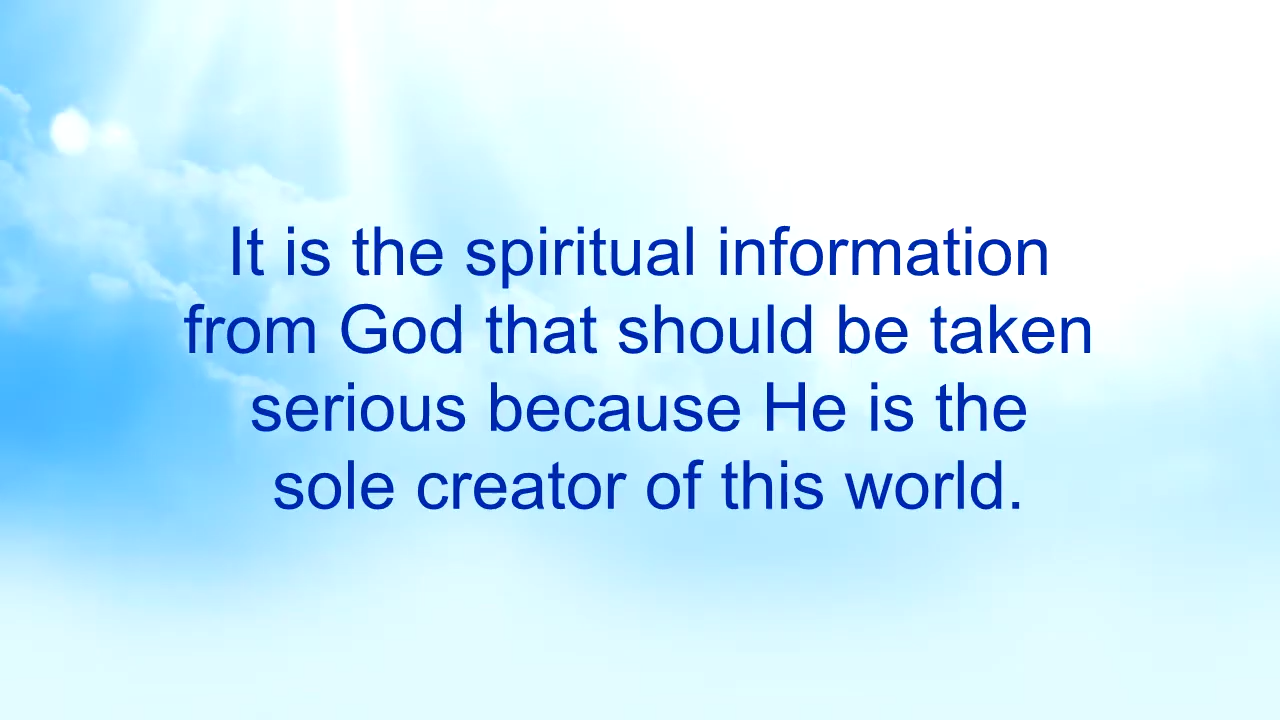 It is the spiritual information
from God that should be taken
serious because He is the
sole creator of this world.